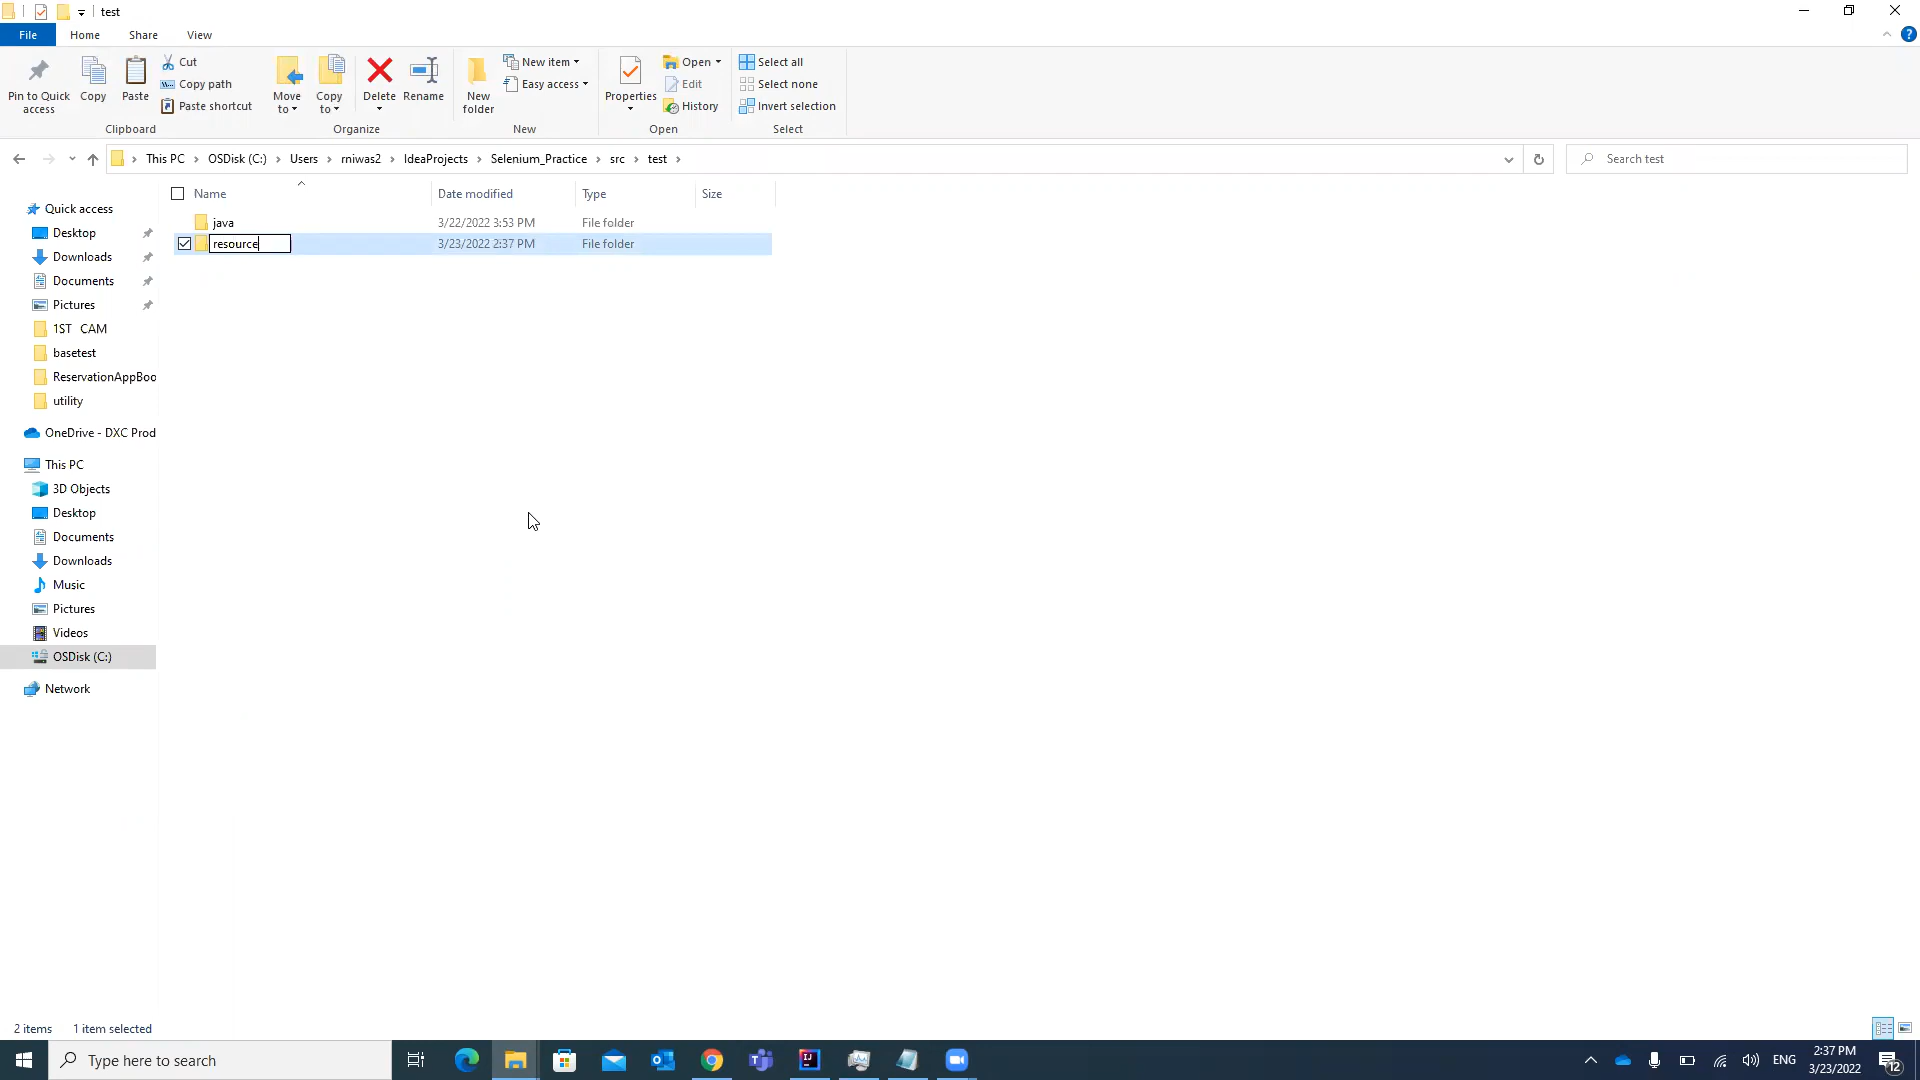 test
File Home Share View
Pin to Quick access
Copy
Paste
Cut
Copy path
Paste shortcut
Clipboard
Move to
Copy to
Delete
Rename
Organize
New folder
New item
Easy access
New
Properties
Open
Edit
History
Open
Select all
Select none
Invert selection
Select
This PC > OSDisk (C:) > Users > rniwas2 > IdeaProjects > Selenium_Practice > src > test >
Search test
Name Date modified Type Size
java 3/22/2022 3:53 PM File folder
resource 3/23/2022 2:37 PM File folder
Quick access
Desktop
Downloads
Documents
Pictures
1ST CAM
basetest
ReservationAppBoo
utility
OneDrive - DXC Prod
This PC
3D Objects
Desktop
Documents
Downloads
Music
Pictures
Videos
OSDisk (C:)
Network
2 items 1 item selected
Type here to search
ENG
2:37 PM
3/23/2022
12